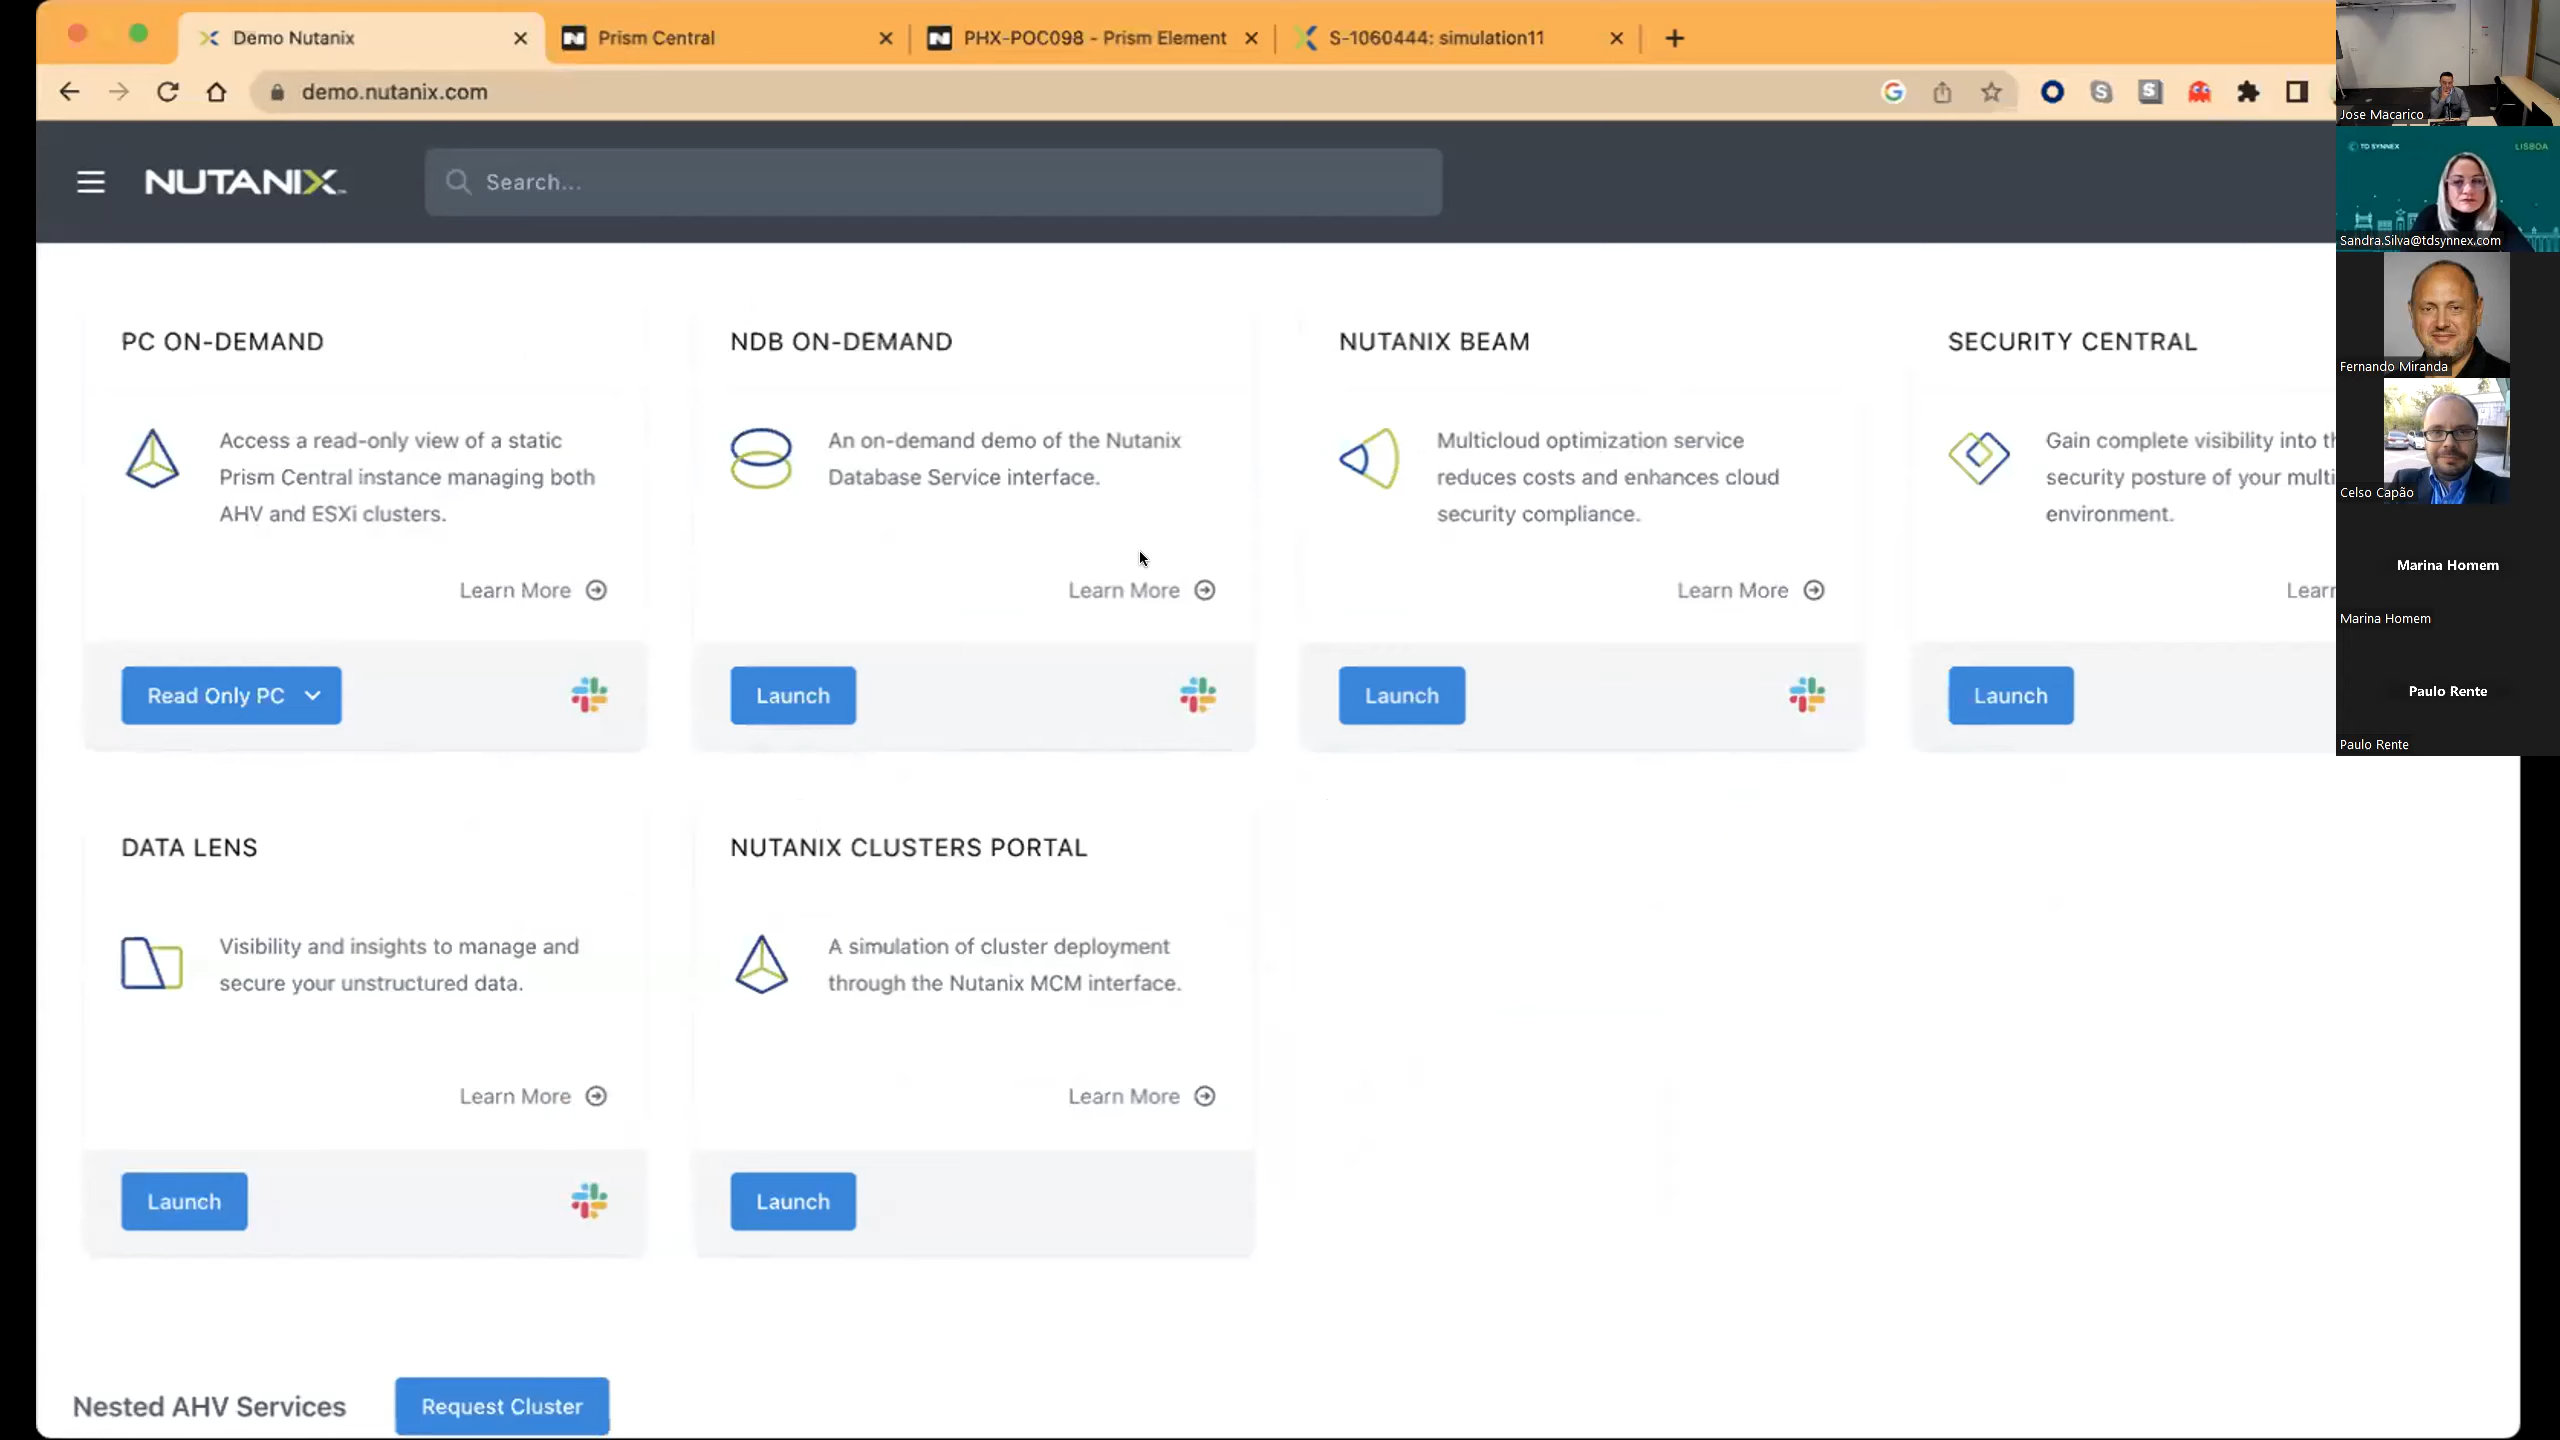 Demo Nutanix
Prism Central
PHX-POC098 - Prism Element
S-1060444: simulation11
demo.nutanix.com
NUTANIX
Search...
PC ON-DEMAND
Access a read-only view of a static
Prism Central instance managing both
AHV and ESXi clusters.
Learn More
Read Only PC
NDB ON-DEMAND
An on-demand demo of the Nutanix
Database Service interface.
Learn More
Launch
NUTANIX BEAM
Multicloud optimization service
reduces costs and enhances cloud
security compliance.
Learn More
Launch
SECURITY CENTRAL
Gain complete visibility into th
security posture of your multi
environment.
Learn
Launch
DATA LENS
Visibility and insights to manage and
secure your unstructured data.
Learn More
Launch
NUTANIX CLUSTERS PORTAL
A simulation of cluster deployment
through the Nutanix MCM interface.
Learn More
Launch
Nested AHV Services
Request Cluster
Jose Macarico
TD SYNNEX
LISBOA
Sandra.Silva@tdsynnex.com
Fernando Miranda
Celso Capão
Marina Homem
Marina Homem
Paulo Rente
Paulo Rente